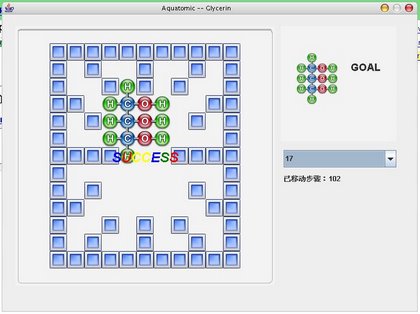 Aquatomic -- Glycerin
GOAL
H
H C O H
H C O H
H C O H
SUCCESS
17
已移动步骤：102